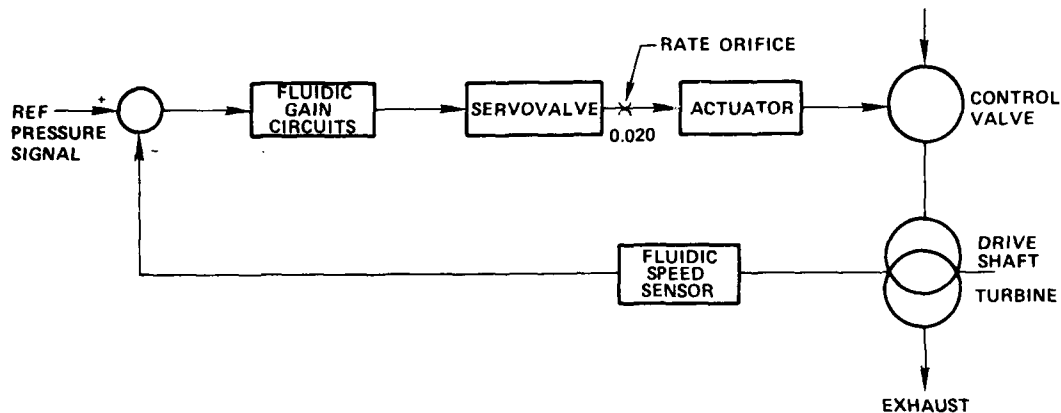 RATE ORIFICE
REF
PRESSURE
SIGNAL
+
-
FLUIDIC
GAIN
CIRCUITS
SERVOVALVE
0.020
ACTUATOR
CONTROL
VALVE
FLUIDIC
SPEED
SENSOR
DRIVE
SHAFT
TURBINE
EXHAUST